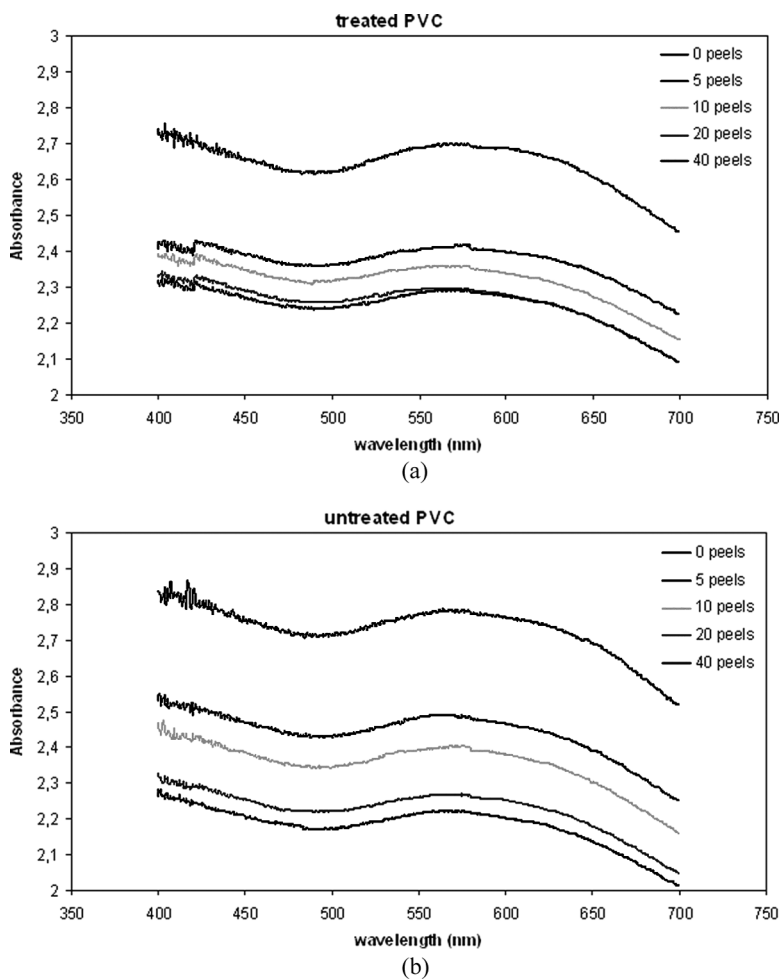 treated PVC
3
2,9
2,8
2,7
2,6
2,5
2,4
2,3
2,2
2,1
2
Absorbance
0 peels
5 peels
10 peels
20 peels
40 peels
350 400 450 500 550 600 650 700 750
wavelength (nm)
(a)
untreated PVC
3
2,9
2,8
2,7
2,6
2,5
2,4
2,3
2,2
2,1
2
Absorbance
0 peels
5 peels
10 peels
20 peels
40 peels
350 400 450 500 550 600 650 700 750
wavelength (nm)
(b)